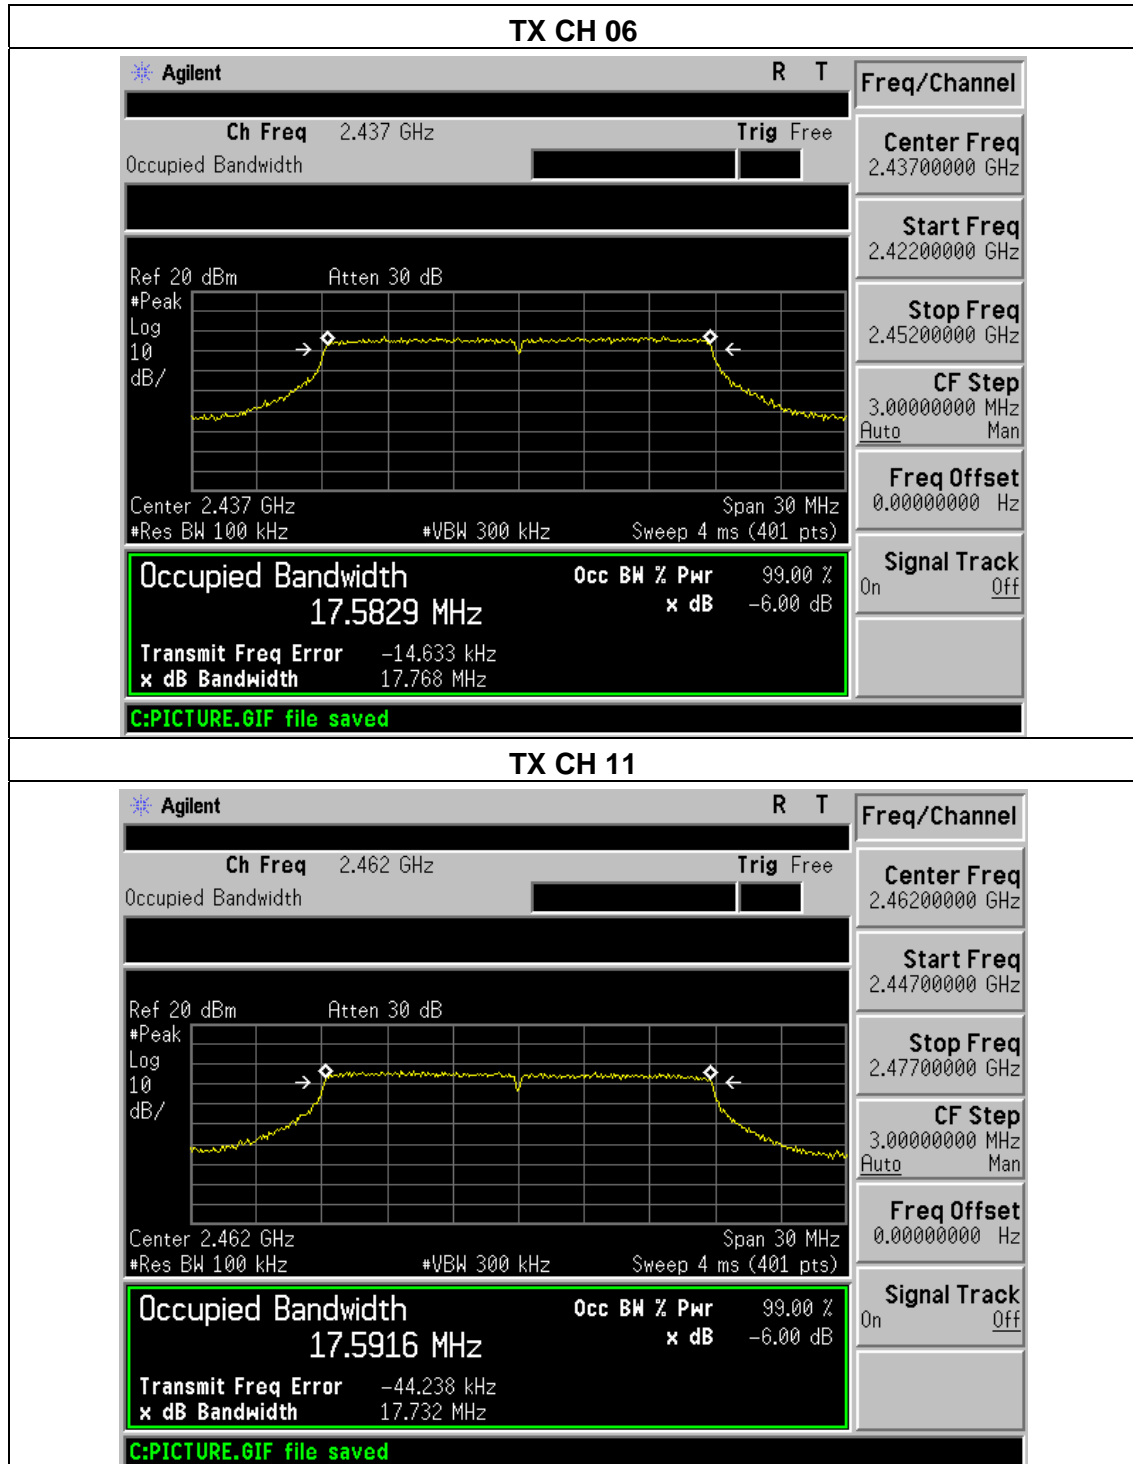 TX CH 06
Agilent R T
Freq/Channel
Ch Freq 2.437 GHz Trig Free
Occupied Bandwidth
Center Freq
2.43700000 GHz
Start Freq
2.42200000 GHz
Stop Freq
2.45200000 GHz
CF Step
3.00000000 MHz
Auto Man
Freq Offset
0.00000000 Hz
Signal Track
On Off
Ref 20 dBm Atten 30 dB
#Peak
Log
10
dB/
Center 2.437 GHz Span 30 MHz
#Res BW 100 kHz #VBW 300 kHz Sweep 4 ms (401 pts)
Occupied Bandwidth Occ BW % Pwr 99.00 %
17.5829 MHz x dB -6.00 dB
Transmit Freq Error -14.633 kHz
x dB Bandwidth 17.768 MHz
C:PICTURE.GIF file saved
TX CH 11
Agilent R T
Freq/Channel
Ch Freq 2.462 GHz Trig Free
Occupied Bandwidth
Center Freq
2.46200000 GHz
Start Freq
2.44700000 GHz
Stop Freq
2.47700000 GHz
CF Step
3.00000000 MHz
Auto Man
Freq Offset
0.00000000 Hz
Signal Track
On Off
Ref 20 dBm Atten 30 dB
#Peak
Log
10
dB/
Center 2.462 GHz Span 30 MHz
#Res BW 100 kHz #VBW 300 kHz Sweep 4 ms (401 pts)
Occupied Bandwidth Occ BW % Pwr 99.00 %
17.5916 MHz x dB -6.00 dB
Transmit Freq Error -44.238 kHz
x dB Bandwidth 17.732 MHz
C:PICTURE.GIF file saved